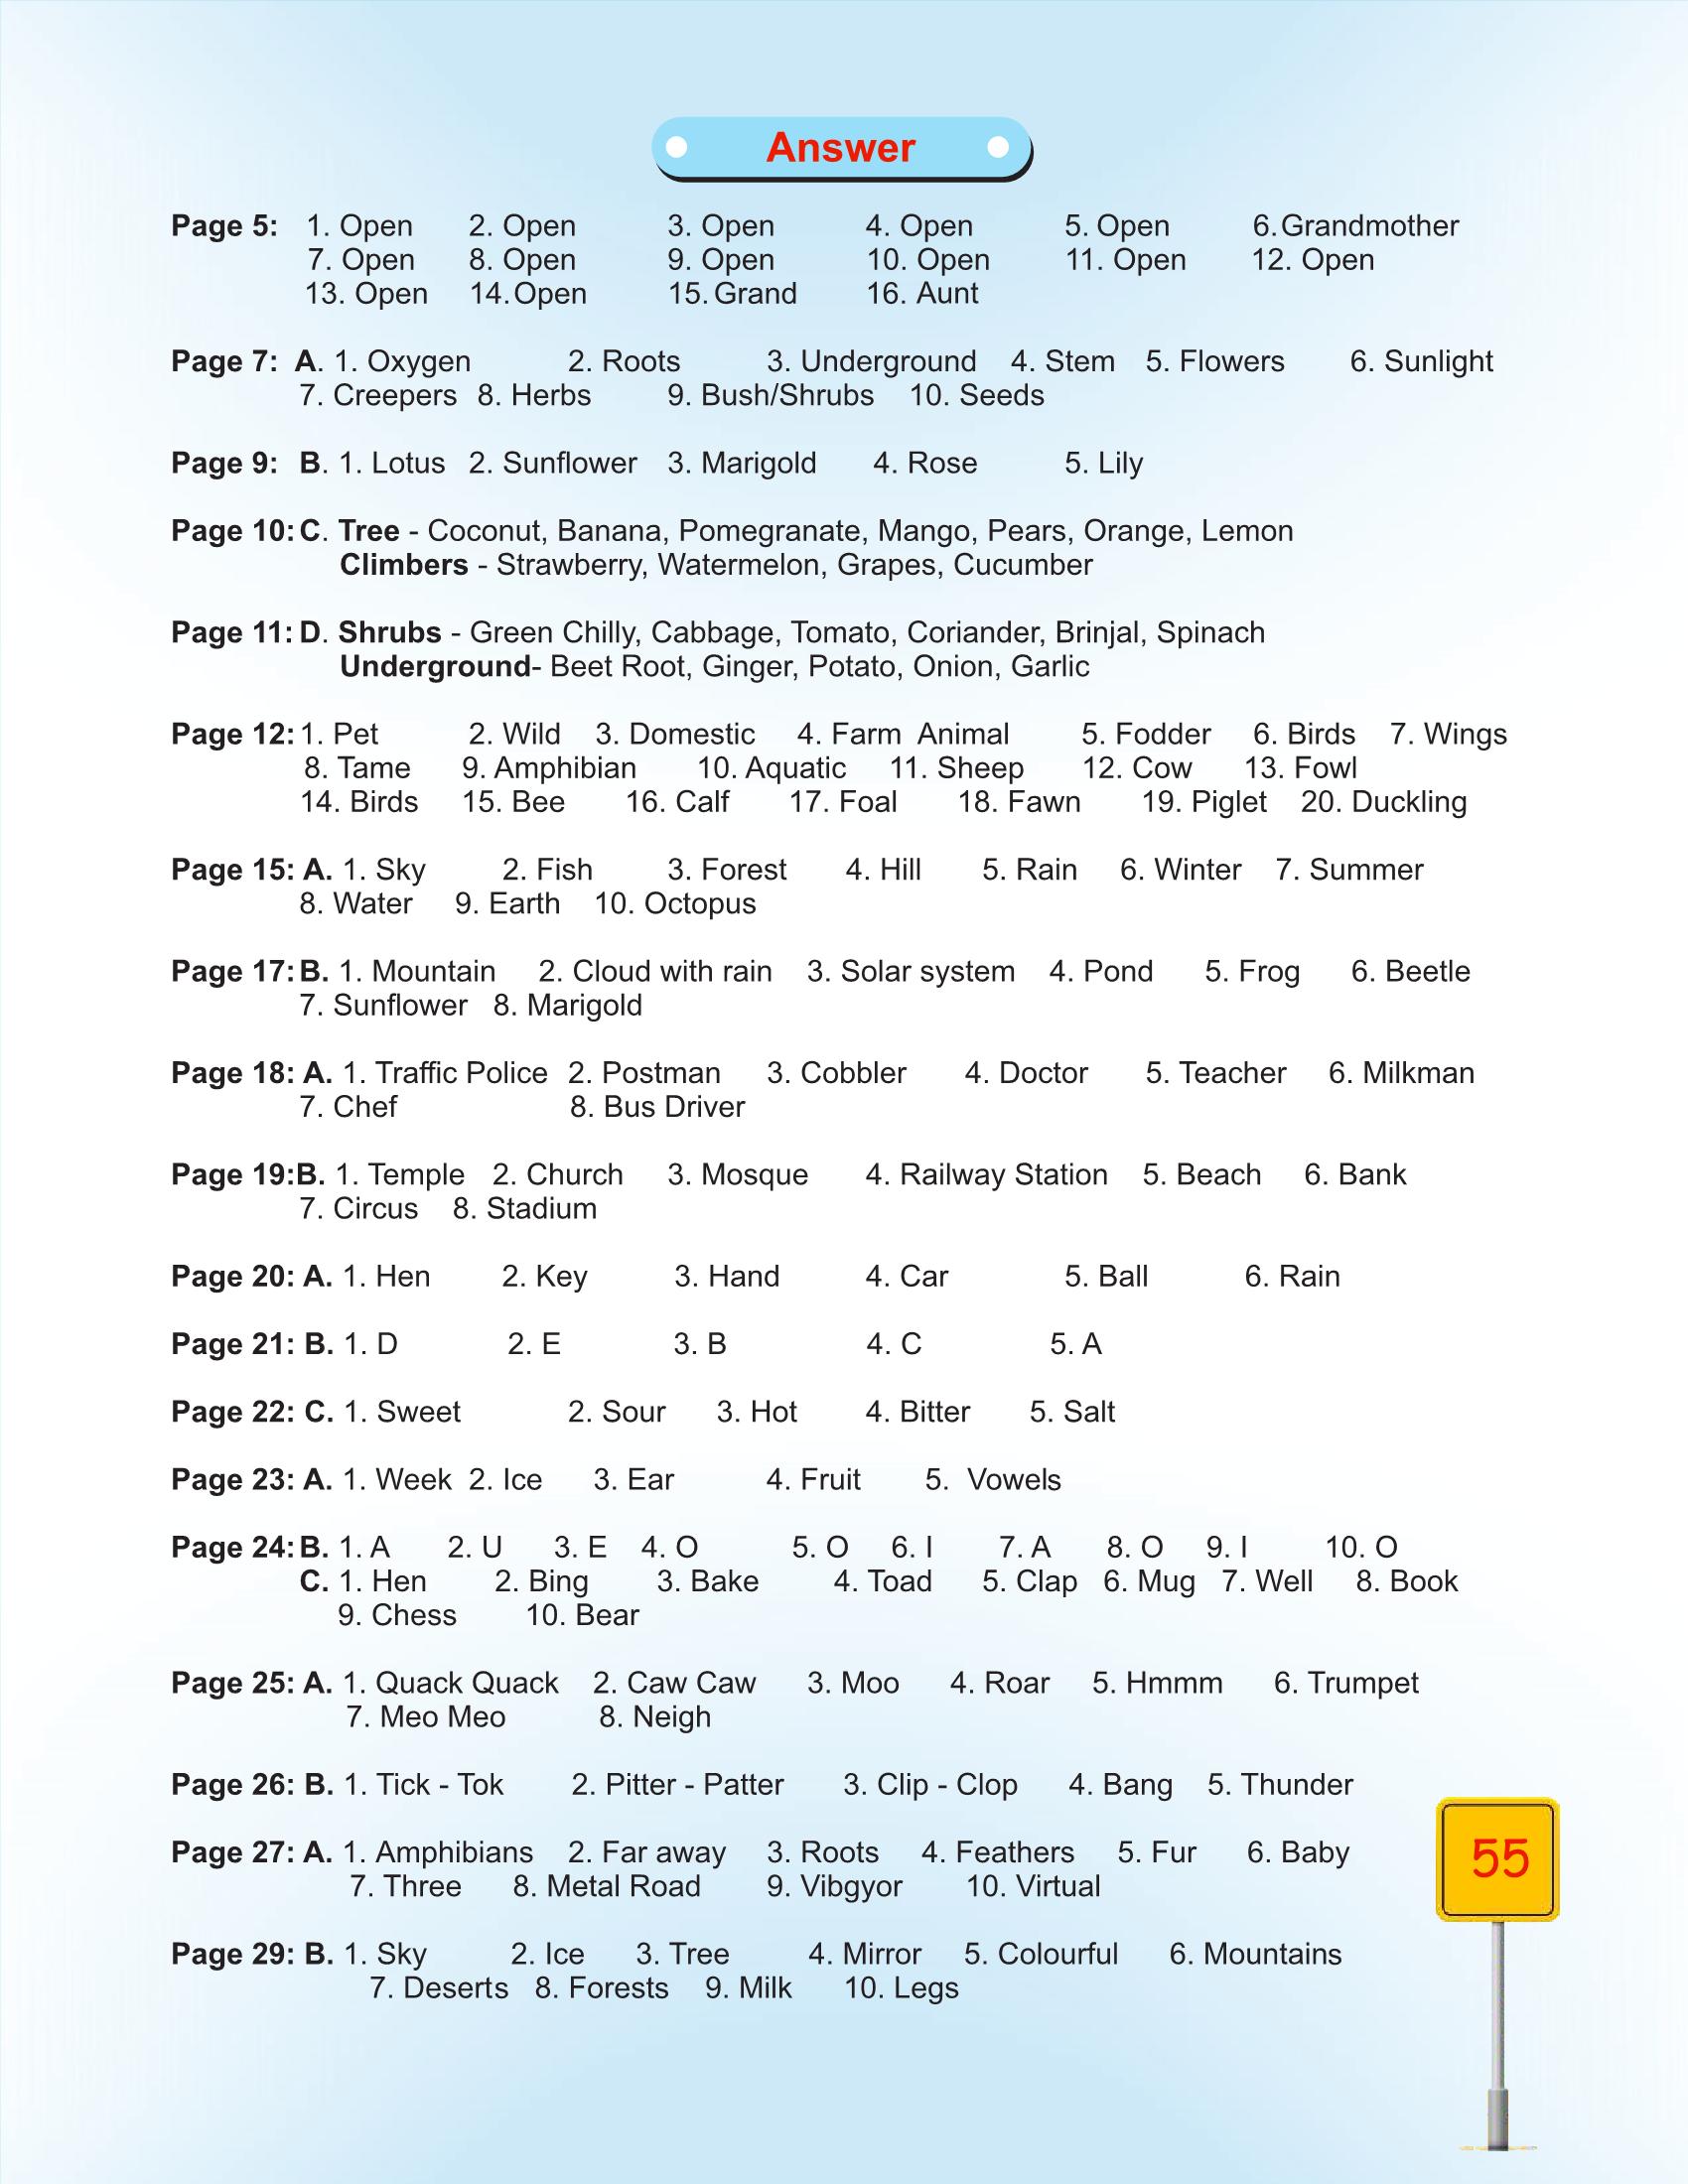 Answer
Page 5: 1. Open 2. Open 3. Open 4. Open 5. Open 6.Grandmother
7. Open 8. Open 9. Open 10. Open 11. Open 12. Open
13. Open 14.Open 15.Grand 16. Aunt
Page 7: A. 1. Oxygen 2. Roots 3. Underground 4. Stem 5. Flowers 6. Sunlight
7. Creepers 8. Herbs 9. Bush/Shrubs 10. Seeds
Page 9: B. 1. Lotus 2. Sunflower 3. Marigold 4. Rose 5. Lily
Page 10: C. Tree - Coconut, Banana, Pomegranate, Mango, Pears, Orange, Lemon
Climbers - Strawberry, Watermelon, Grapes, Cucumber
Page 11: D. Shrubs - Green Chilly, Cabbage, Tomato, Coriander, Brinjal, Spinach
Underground- Beet Root, Ginger, Potato, Onion, Garlic
Page 12: 1. Pet 2. Wild 3. Domestic 4. Farm Animal 5. Fodder 6. Birds 7. Wings
8. Tame 9. Amphibian 10. Aquatic 11. Sheep 12. Cow 13. Fowl
14. Birds 15. Bee 16. Calf 17. Foal 18. Fawn 19. Piglet 20. Duckling
Page 15: A. 1. Sky 2. Fish 3. Forest 4. Hill 5. Rain 6. Winter 7. Summer
8. Water 9. Earth 10. Octopus
Page 17: B. 1. Mountain 2. Cloud with rain 3. Solar system 4. Pond 5. Frog 6. Beetle
7. Sunflower 8. Marigold
Page 18: A. 1. Traffic Police 2. Postman 3. Cobbler 4. Doctor 5. Teacher 6. Milkman
7. Chef 8. Bus Driver
Page 19:B. 1. Temple 2. Church 3. Mosque 4. Railway Station 5. Beach 6. Bank
7. Circus 8. Stadium
Page 20: A. 1. Hen 2. Key 3. Hand 4. Car 5. Ball 6. Rain
Page 21: B. 1. D 2. E 3. B 4. C 5. A
Page 22: C. 1. Sweet 2. Sour 3. Hot 4. Bitter 5. Salt
Page 23: A. 1. Week 2. Ice 3. Ear 4. Fruit 5. Vowels
Page 24: B. 1. A 2. U 3. E 4. O 5. O 6. I 7. A 8. O 9. I 10. O
C. 1. Hen 2. Bing 3. Bake 4. Toad 5. Clap 6. Mug 7. Well 8. Book
9. Chess 10. Bear
Page 25: A. 1. Quack Quack 2. Caw Caw 3. Moo 4. Roar 5. Hmmm 6. Trumpet
7. Meo Meo 8. Neigh
Page 26: B. 1. Tick - Tok 2. Pitter - Patter 3. Clip - Clop 4. Bang 5. Thunder
Page 27: A. 1. Amphibians 2. Far away 3. Roots 4. Feathers 5. Fur 6. Baby
7. Three 8. Metal Road 9. Vibgyor 10. Virtual
Page 29: B. 1. Sky 2. Ice 3. Tree 4. Mirror 5. Colourful 6. Mountains
7. Deserts 8. Forests 9. Milk 10. Legs
55